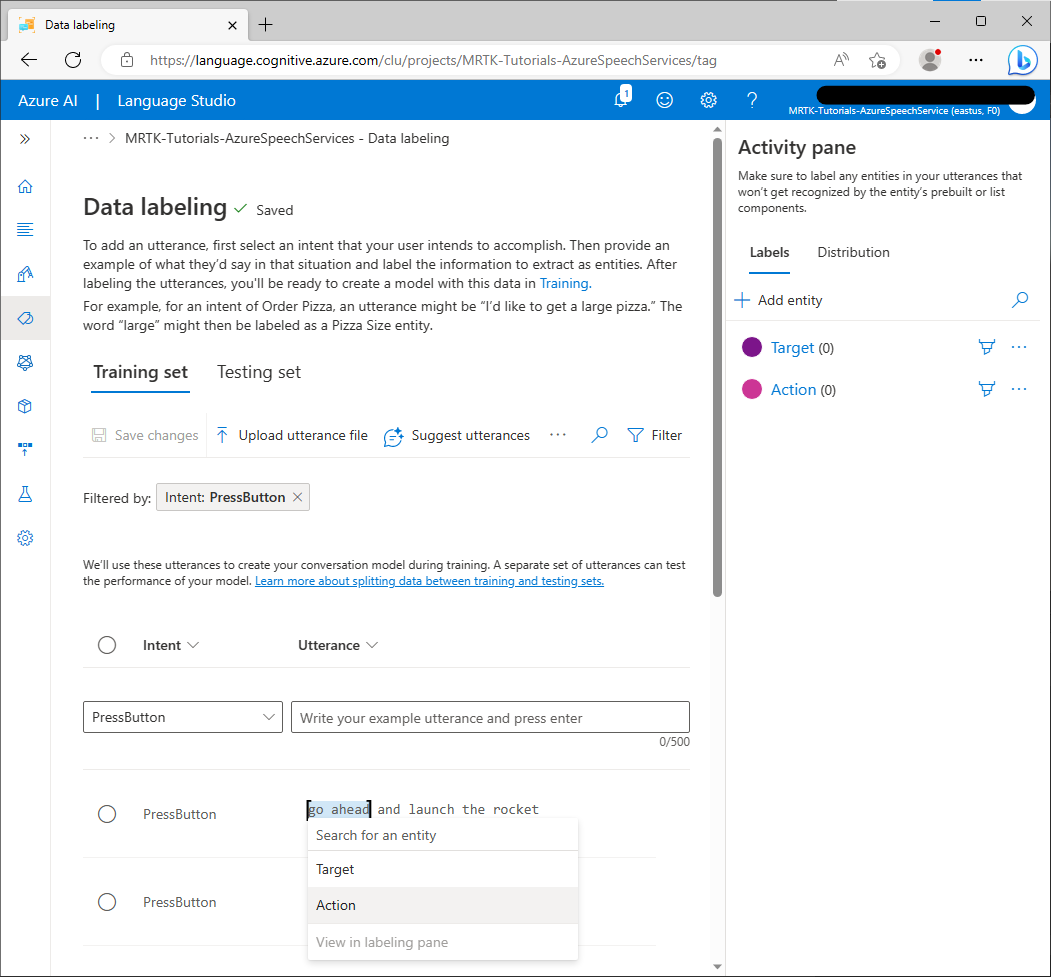 Data labeling
https://language.cognitive.azure.com/clu/projects/MRTK-Tutorials-AzureSpeechServices/tag
Azure AI | Language Studio
1
MRTK-Tutorials-AzureSpeechService (eastus, F0)
··· > MRTK-Tutorials-AzureSpeechServices - Data labeling
Data labeling
Saved
To add an utterance, first select an intent that your user intends to accomplish. Then provide an
example of what they’d say in that situation and label the information to extract as entities. After
labeling the utterances, you'll be ready to create a model with this data in Training.
For example, for an intent of Order Pizza, an utterance might be “I’d like to get a large pizza.” The
word “large” might then be labeled as a Pizza Size entity.
Training set
Testing set
Save changes
Upload utterance file
Suggest utterances
···
Filter
Filtered by:
Intent: PressButton
We’ll use these utterances to create your conversation model during training. A separate set of utterances can test
the performance of your model. Learn more about splitting data between training and testing sets.
Intent
Utterance
PressButton
Write your example utterance and press enter
0/500
PressButton
go ahead and launch the rocket
Search for an entity
Target
Action
View in labeling pane
PressButton
Activity pane
Make sure to label any entities in your utterances that
won’t get recognized by the entity’s prebuilt or list
components.
Labels
Distribution
Add entity
Target (0)
Action (0)